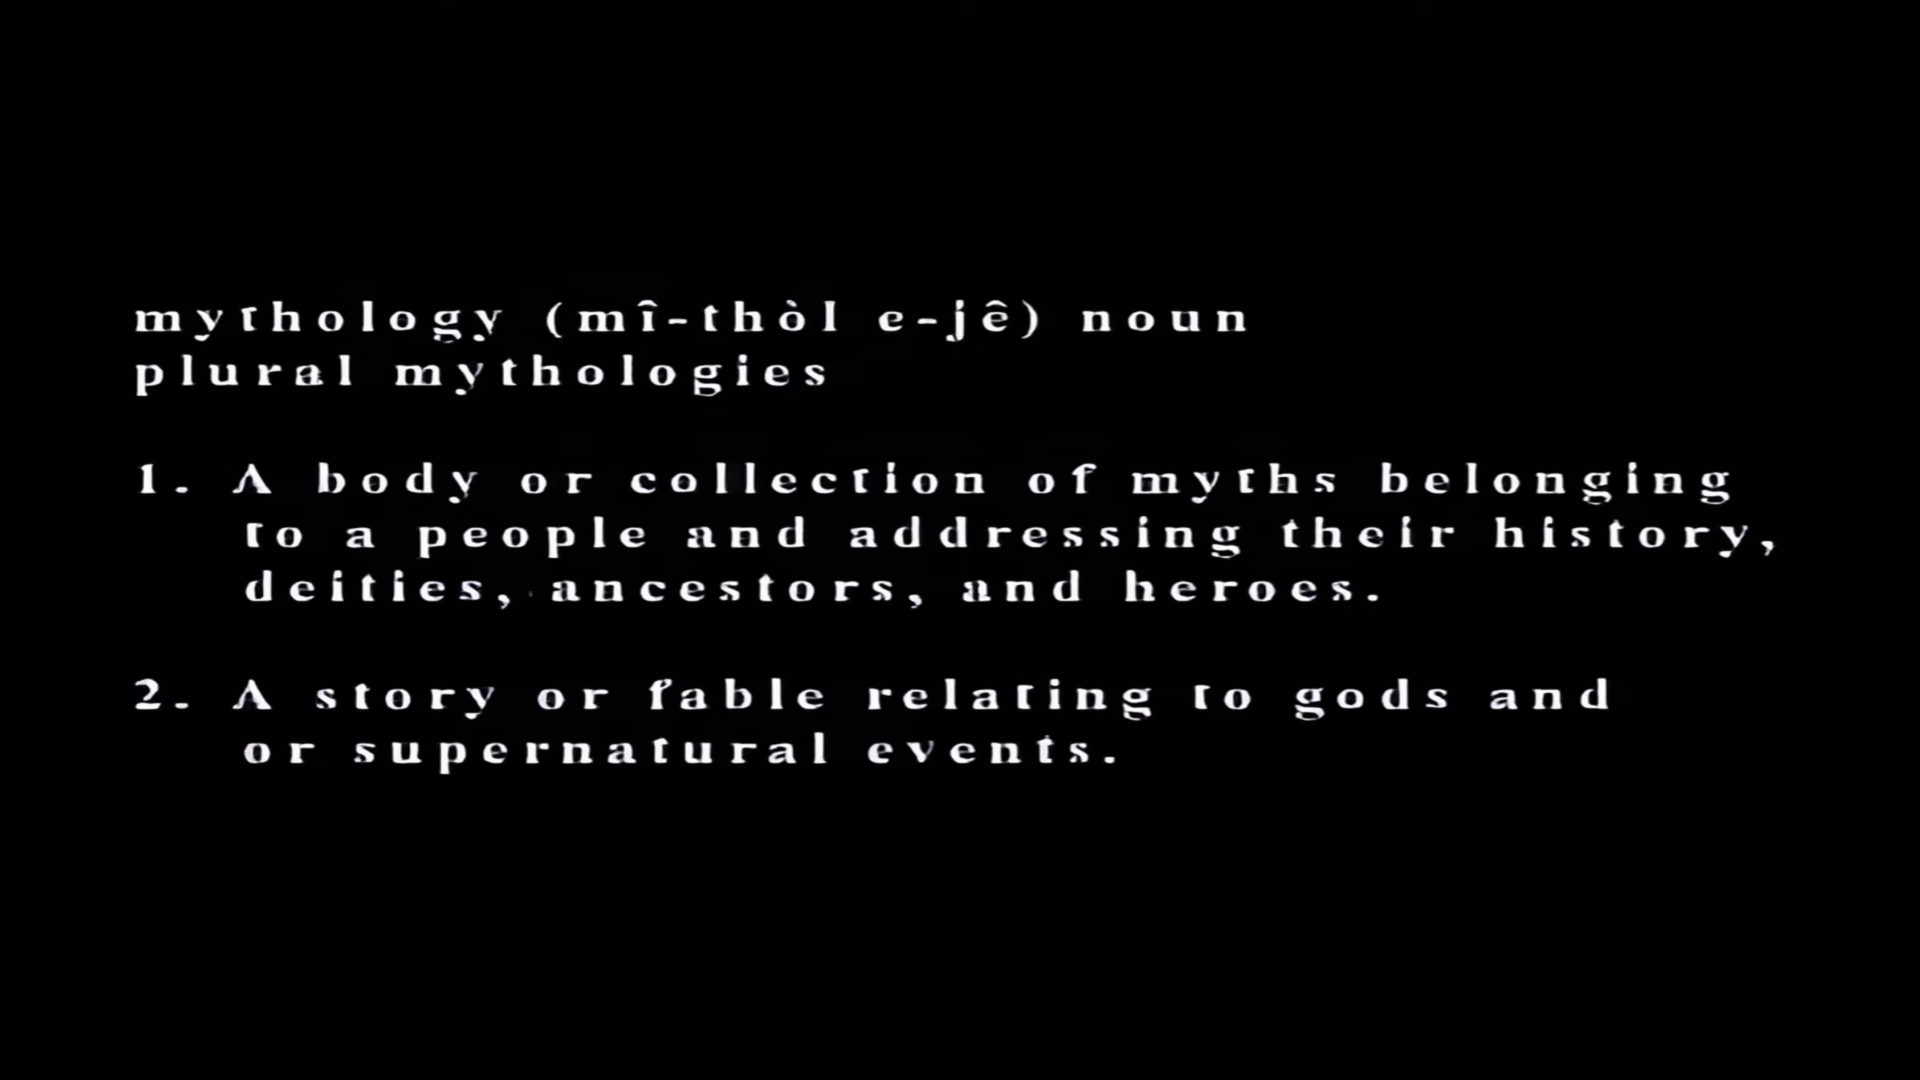 mythology (mî-thòl e-jê) noun
plural mythologies
1. A body or collection of myths belonging
to a people and addressing their history,
deities, ancestors, and heroes.
2. A story or fable relating to gods and
or supernatural events.